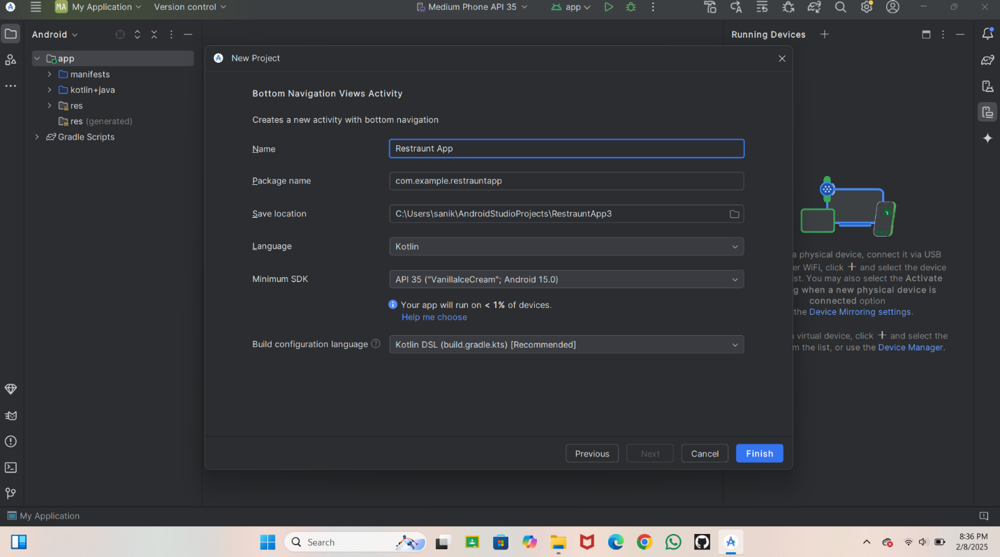 MA My Application Version control Medium Phone API 35 app
Android
app
manifests
kotlin+java
res
res (generated)
Gradle Scripts
New Project
Bottom Navigation Views Activity
Creates a new activity with bottom navigation
Name Restraunt App
Package name com.example.restrauntapp
Save location C:\Users\sanik\AndroidStudioProjects\RestrauntApp3
Language Kotlin
Minimum SDK API 35 ("VanillaIceCream"; Android 15.0)
Your app will run on < 1% of devices.
Help me choose
Build configuration language ? Kotlin DSL (build.gradle.kts) [Recommended]
Previous Next Cancel Finish
Running Devices
a physical device, connect it via USB
er WiFi, click + and select the device
st. You may also select the Activate
g when a new physical device is
connected option
the Device Mirroring settings.
virtual device, click + and select the
m the list, or use the Device Manager.
My Application
Search
8:36 PM
2/8/2025